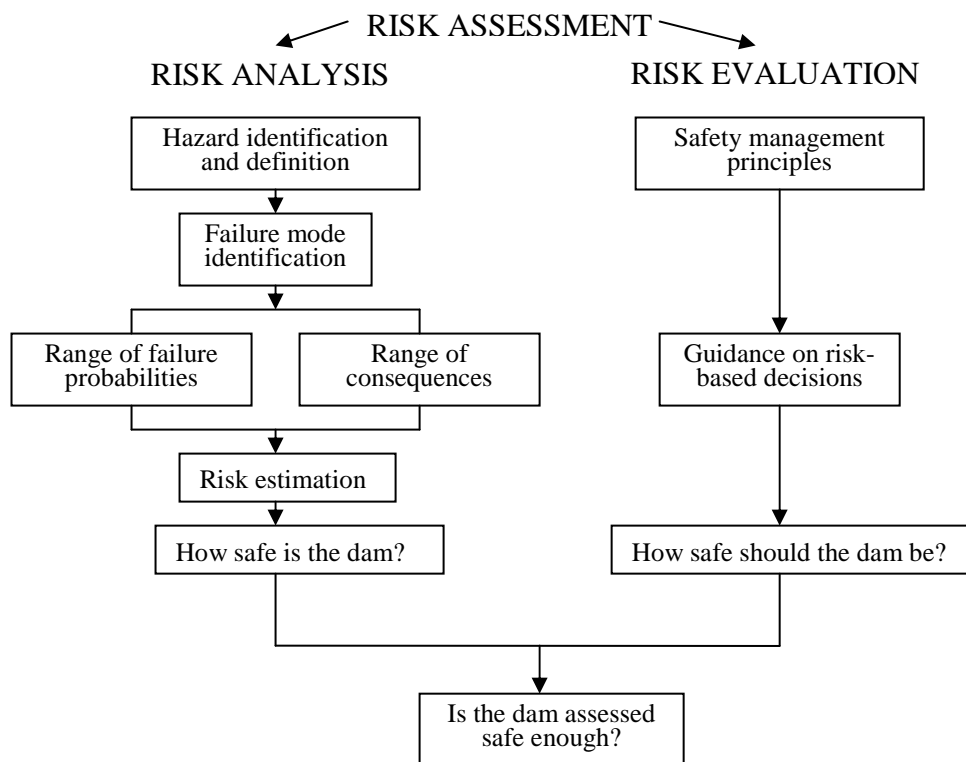 RISK ASSESSMENT
RISK ANALYSIS
RISK EVALUATION
Hazard identification
and definition
Safety management
principles
Failure mode
identification
Range of failure
probabilities
Range of
consequences
Guidance on risk-
based decisions
Risk estimation
How safe is the dam?
How safe should the dam be?
Is the dam assessed
safe enough?